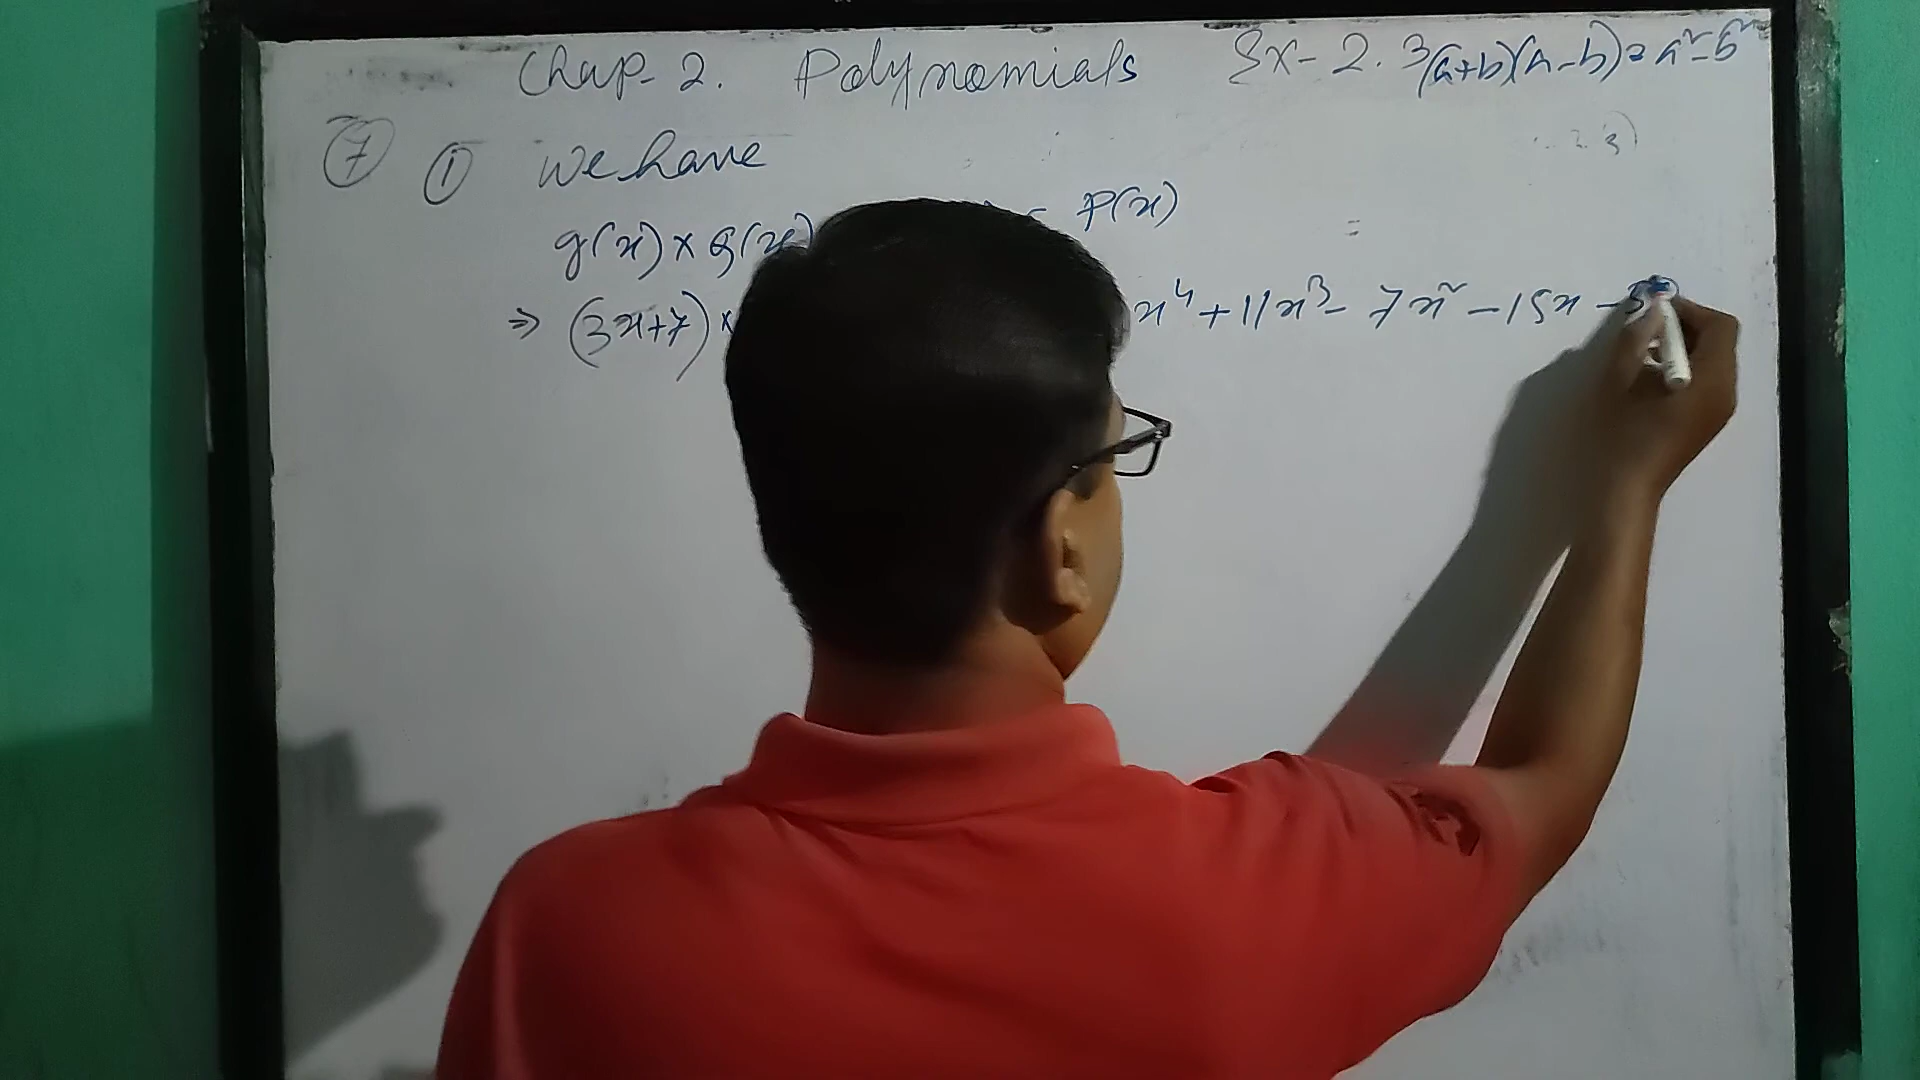 Chap-2. Polynomials Ex-2.3 (a+b)(a-b)=a²-b²
⑦ ① We have
g(x) × q(x) = P(x)
⇒ (3x+7) × x⁴+11x³-7x²-15x-5